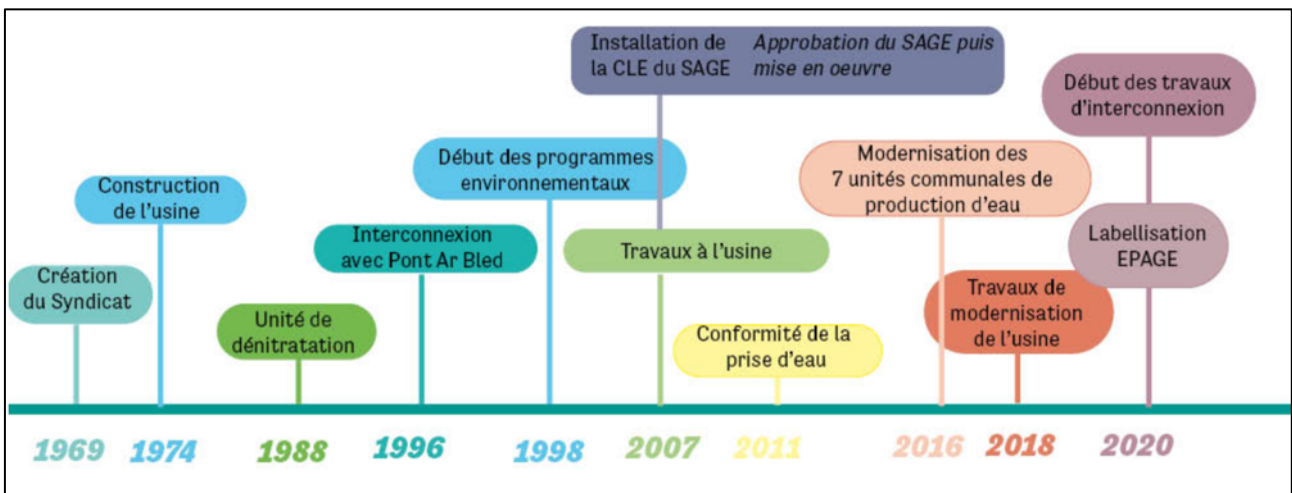 Installation de
la CLE du SAGE
Approbation du SAGE puis
mise en oeuvre
Début des travaux
d'interconnexion
Début des programmes
environnementaux
Modernisation des
7 unités communales de
production d'eau
Construction
de l'usine
Interconnexion
avec Pont Ar Bled
Travaux à l'usine
Labellisation
EPAGE
Création
du Syndicat
Unité de
dénitratation
Conformité de la
prise d'eau
Travaux de
modernisation
de l'usine
1969
1974
1988
1996
1998
2007
2011
2016
2018
2020